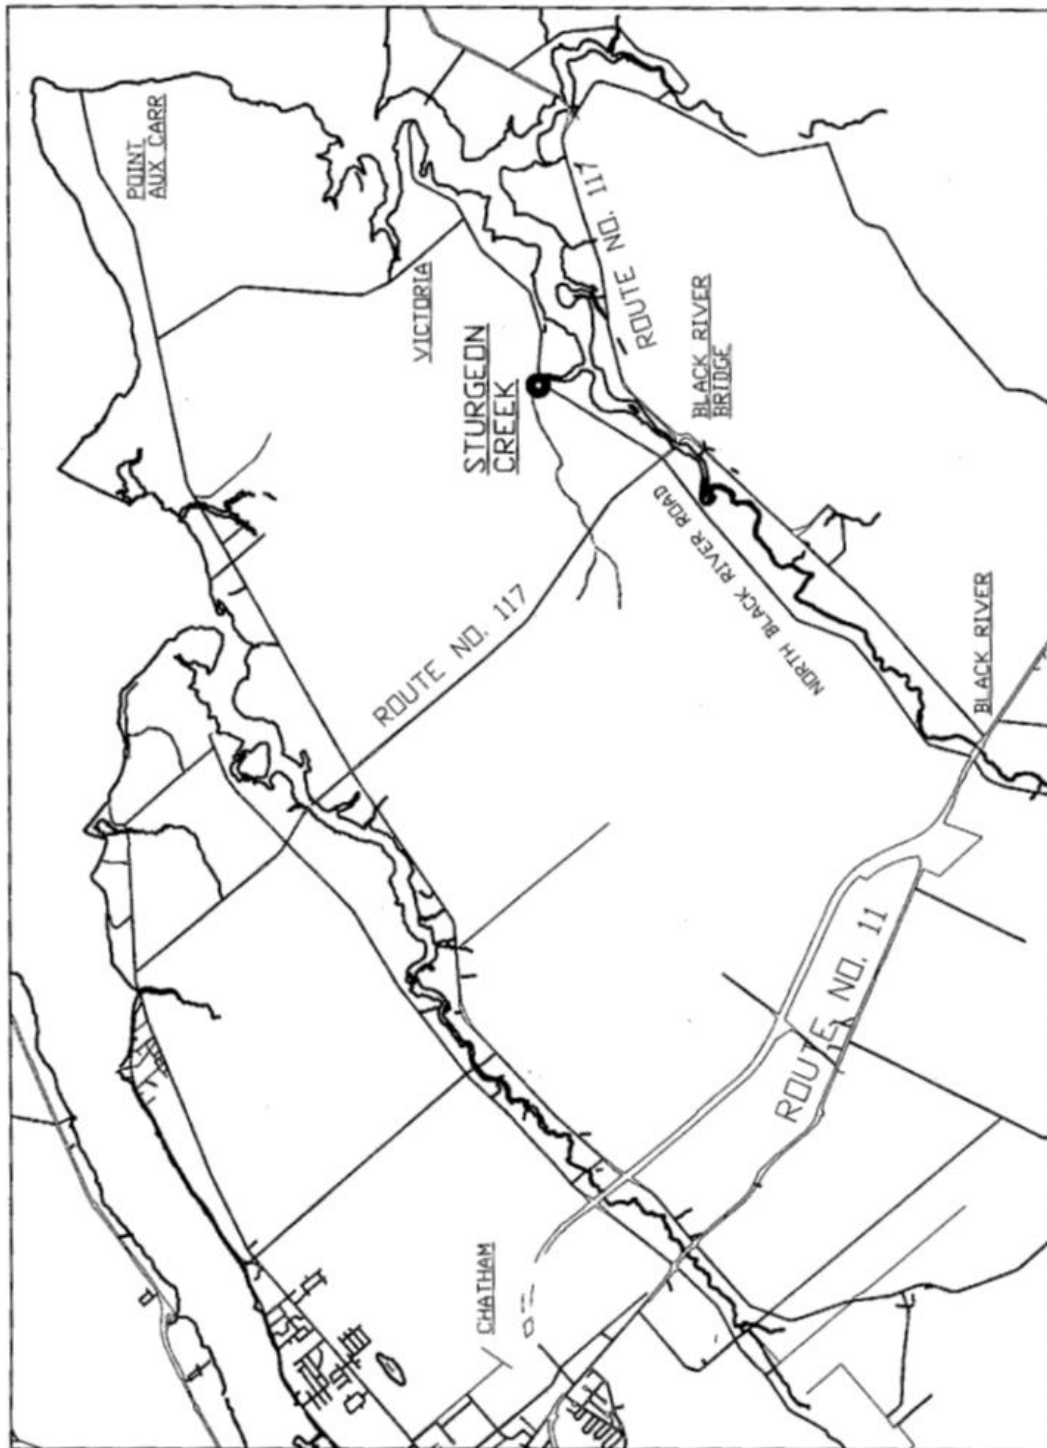 POINT
AUX CARR
VICTORIA
STURGEON
CREEK
ROUTE NO. 117
BLACK RIVER
BRIDGE
NORTH BLACK RIVER ROAD
ROUTE NO. 117
BLACK RIVER
ROUTE NO. 11
CHATHAM